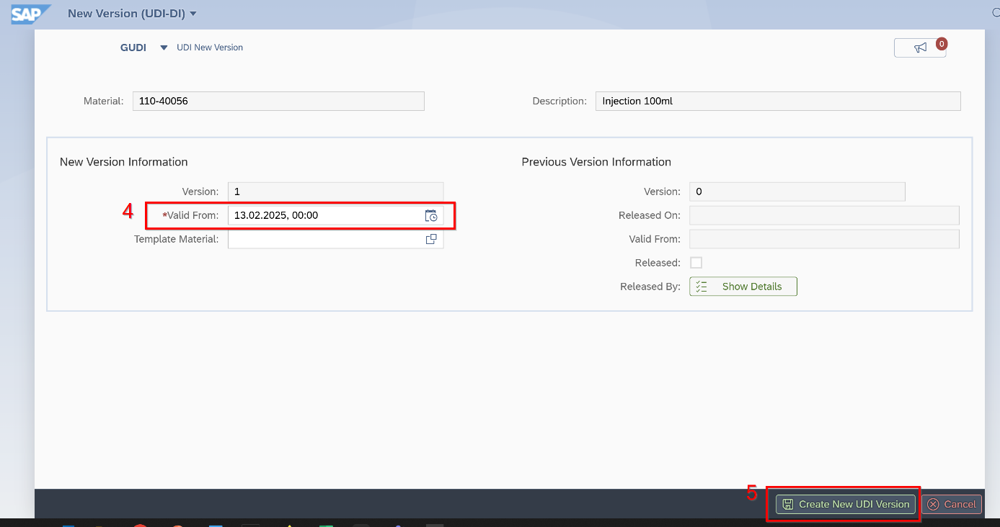 SAP New Version (UDI-DI)
GUDI UDI New Version
0
Material: 110-40056 Description: Injection 100ml
New Version Information Previous Version Information
Version: 1 Version: 0
4 *Valid From: 13.02.2025, 00:00 Released On:
Template Material: Valid From:
Released:
Released By: Show Details
5 Create New UDI Version Cancel